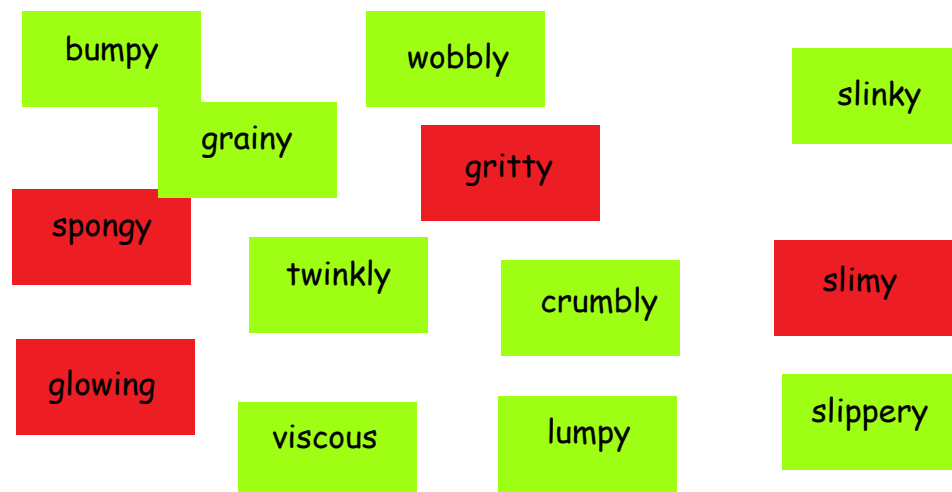 bumpy
wobbly
slinky
grainy
gritty
spongy
twinkly
crumbly
slimy
glowing
viscous
lumpy
slippery